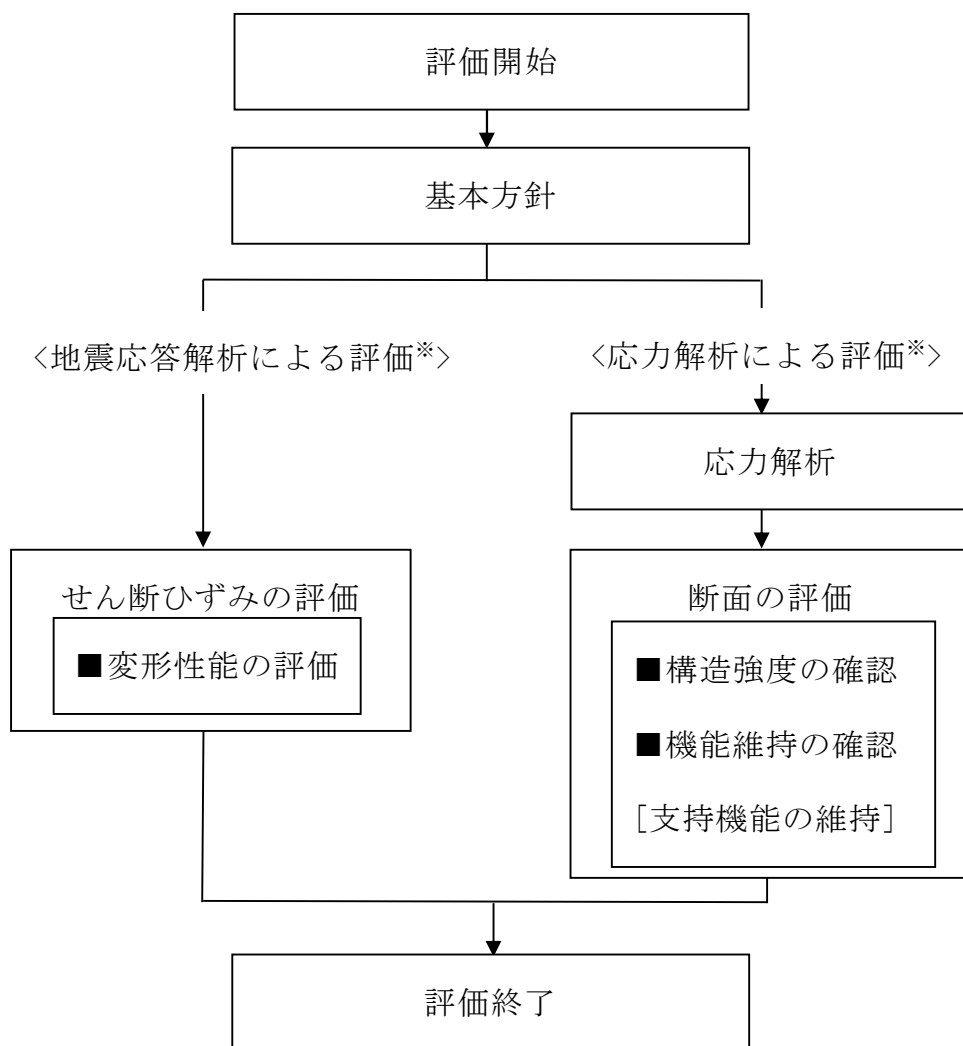 評価開始
基本方針
<地震応答解析による評価※>
<応力解析による評価※>
応力解析
せん断ひずみの評価
■変形性能の評価
断面の評価
■構造強度の確認
■機能維持の確認
[支持機能の維持]
評価終了